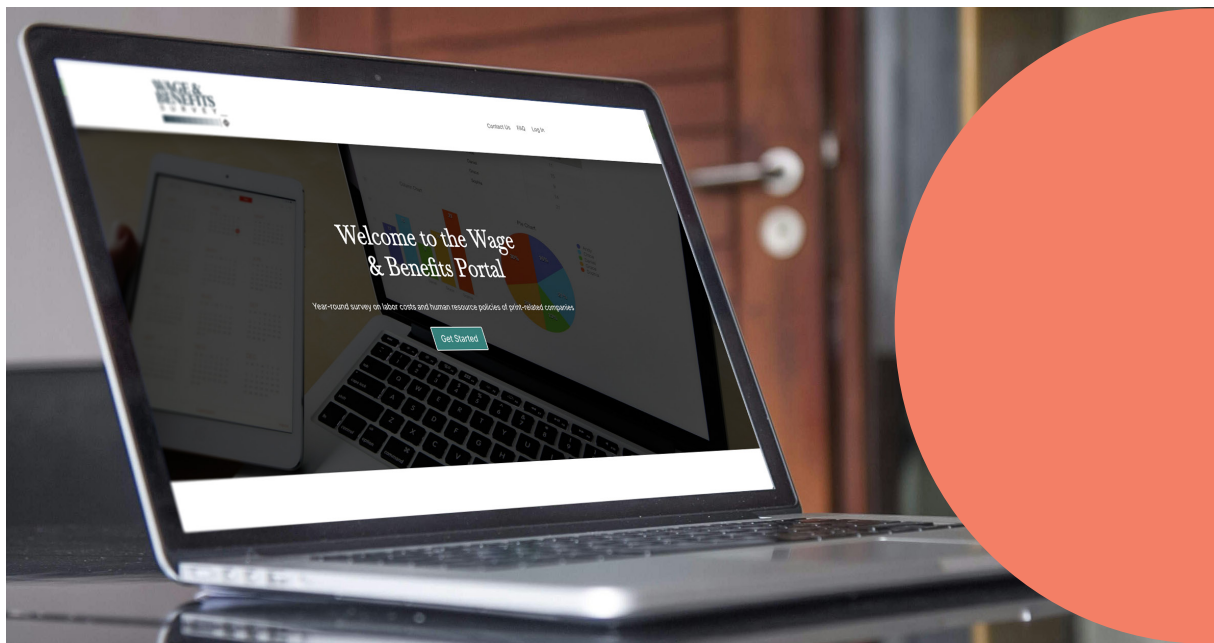 WAGE &
BENEFITS
SURVEY
Contact Us FAQ Log In
Welcome to the Wage
& Benefits Portal
Year-round survey on labor costs and human resource policies of print-related companies
Get Started